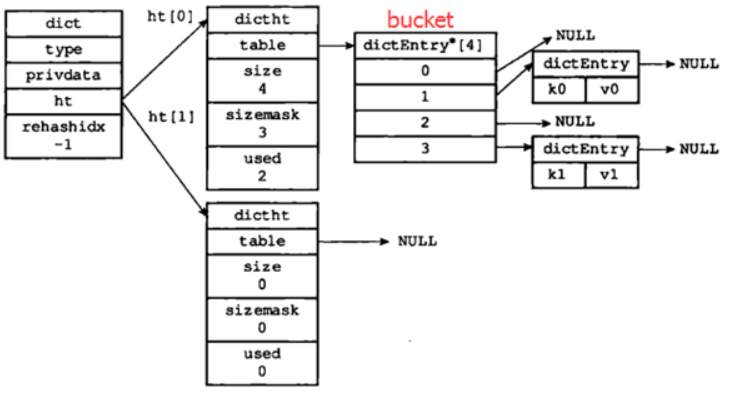 dict
type
privdata
ht
rehashidx
-1
ht[0]
ht[1]
dictht
table
size
4
sizemask
3
used
2
bucket
dictEntry*[4]
0
1
2
3
NULL
dictEntry
k0 v0
NULL
NULL
dictEntry
k1 v1
NULL
dictht
table
size
0
sizemask
0
used
0
NULL